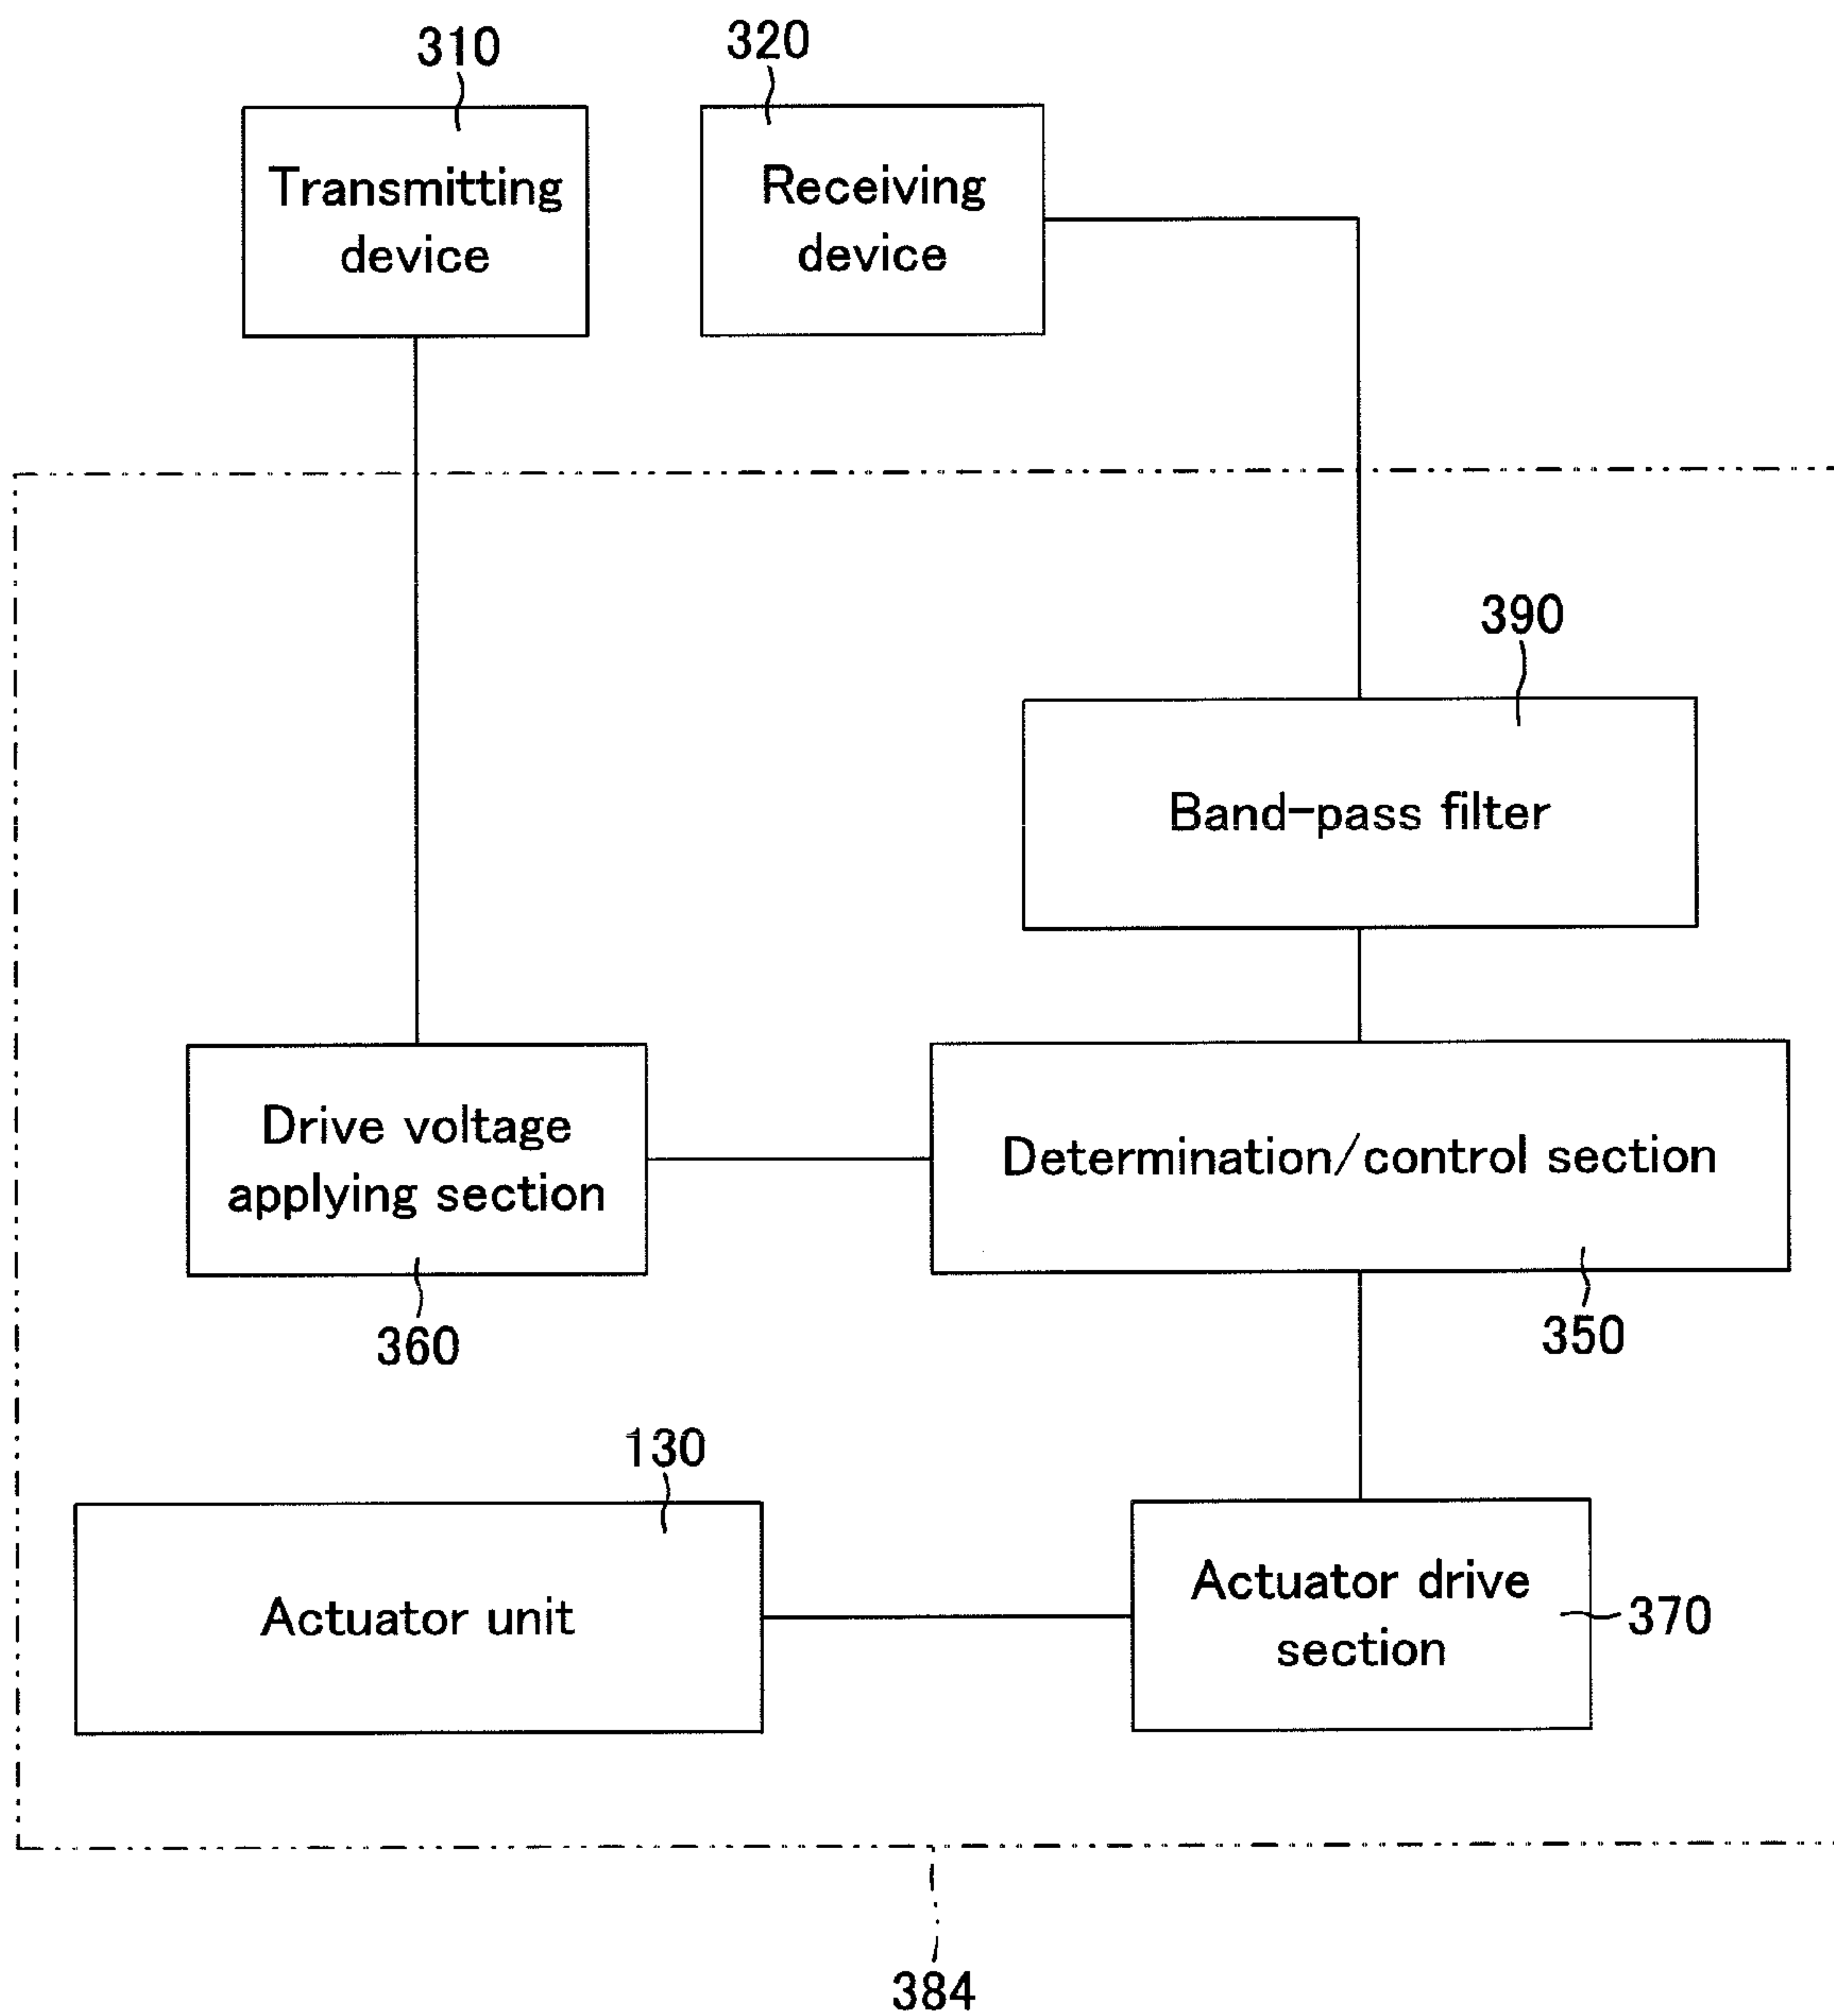 310
320
Transmitting
device
Receiving
device
390
Band-pass filter
Drive voltage
applying section
Determination/control section
360
350
130
Actuator unit
Actuator drive
section
370
384